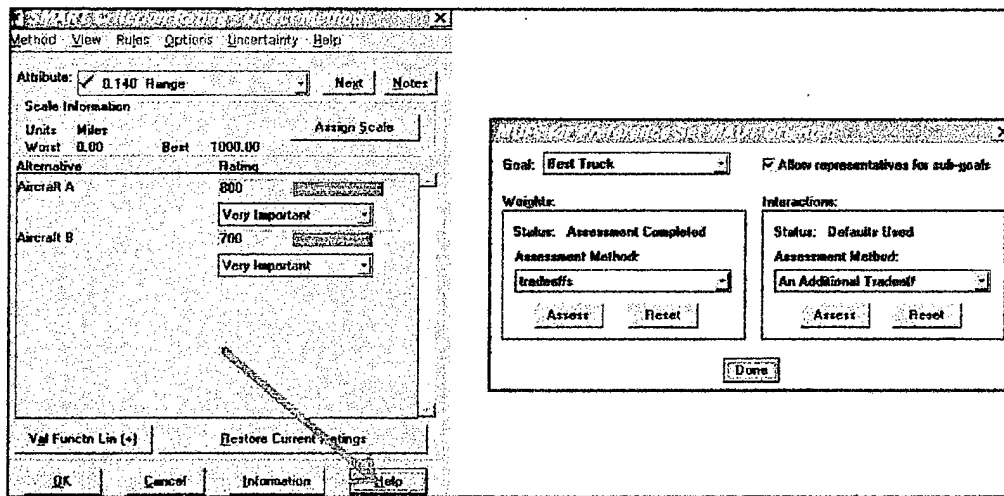 Method View Rules Options Uncertainty Help
Attribute: 0.140 Range Next Notes
Scale Information
Units Miles
Worst 0.00 Best 1000.00
Assign Scale
Alternative Rating
Aircraft A 800
Very Important
Aircraft B 700
Very Important
Val Functn Lin (+) Restore Current Ratings
OK Cancel Information Help
Goal: Best Truck
Allow representatives for sub-goals
Weights:
Status: Assessment Completed
Assessment Method:
tradeoffs
Assess Reset
Interactions:
Status: Defaults Used
Assessment Method:
An Additional Tradeoff
Assess Reset
Done